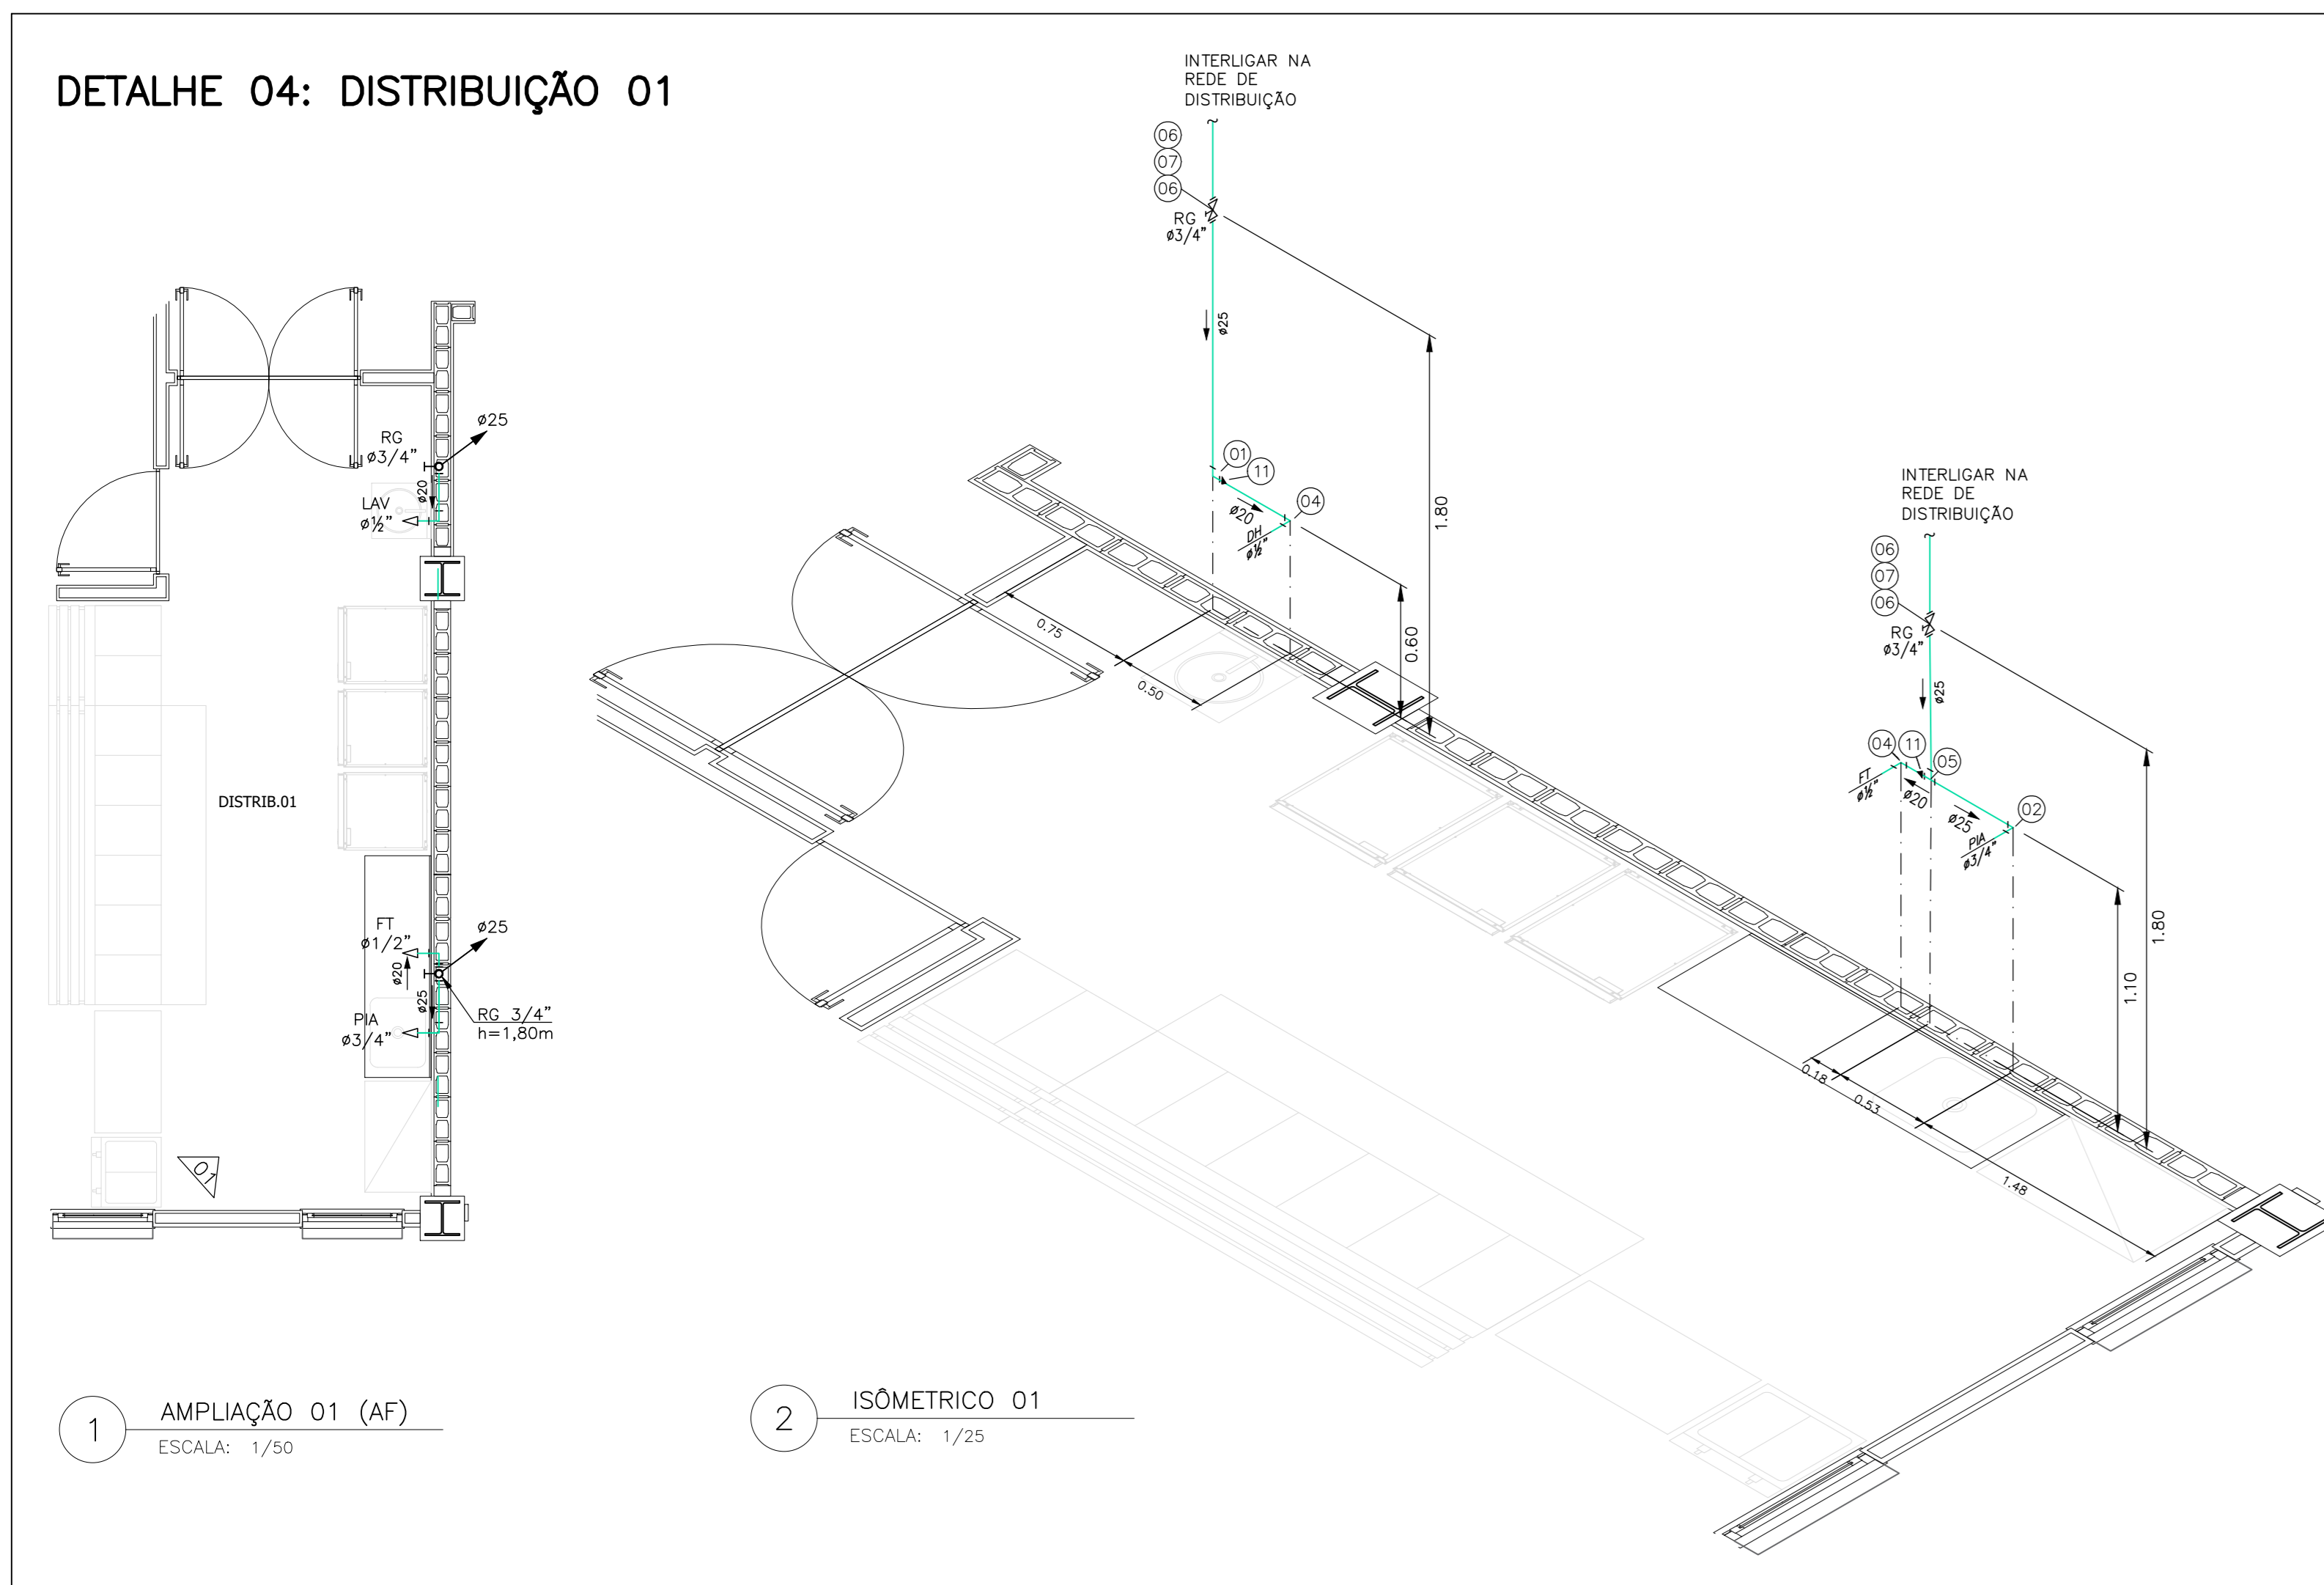 DETALHE 04: DISTRIBUIÇÃO 01
RG
ø3/4"
ø25
ø20
LAV
ø½"
DISTRIB.01
FT
ø1/2"
ø25
ø20
ø25
PIA
ø3/4"
RG 3/4"
h=1,80m
01
1
AMPLIAÇÃO 01 (AF)
ESCALA: 1/50
INTERLIGAR NA
REDE DE
DISTRIBUIÇÃO
06
07
06
RG
ø3/4"
ø25
01
11
04
ø20
DH
ø½"
1.80
0.60
0.75
0.50
INTERLIGAR NA
REDE DE
DISTRIBUIÇÃO
06
07
06
RG
ø3/4"
ø25
04
11
05
02
FT
ø½"
ø20
ø25
PIA
ø3/4"
1.80
1.10
0.18
0.53
1.48
2
ISÔMETRICO 01
ESCALA: 1/25